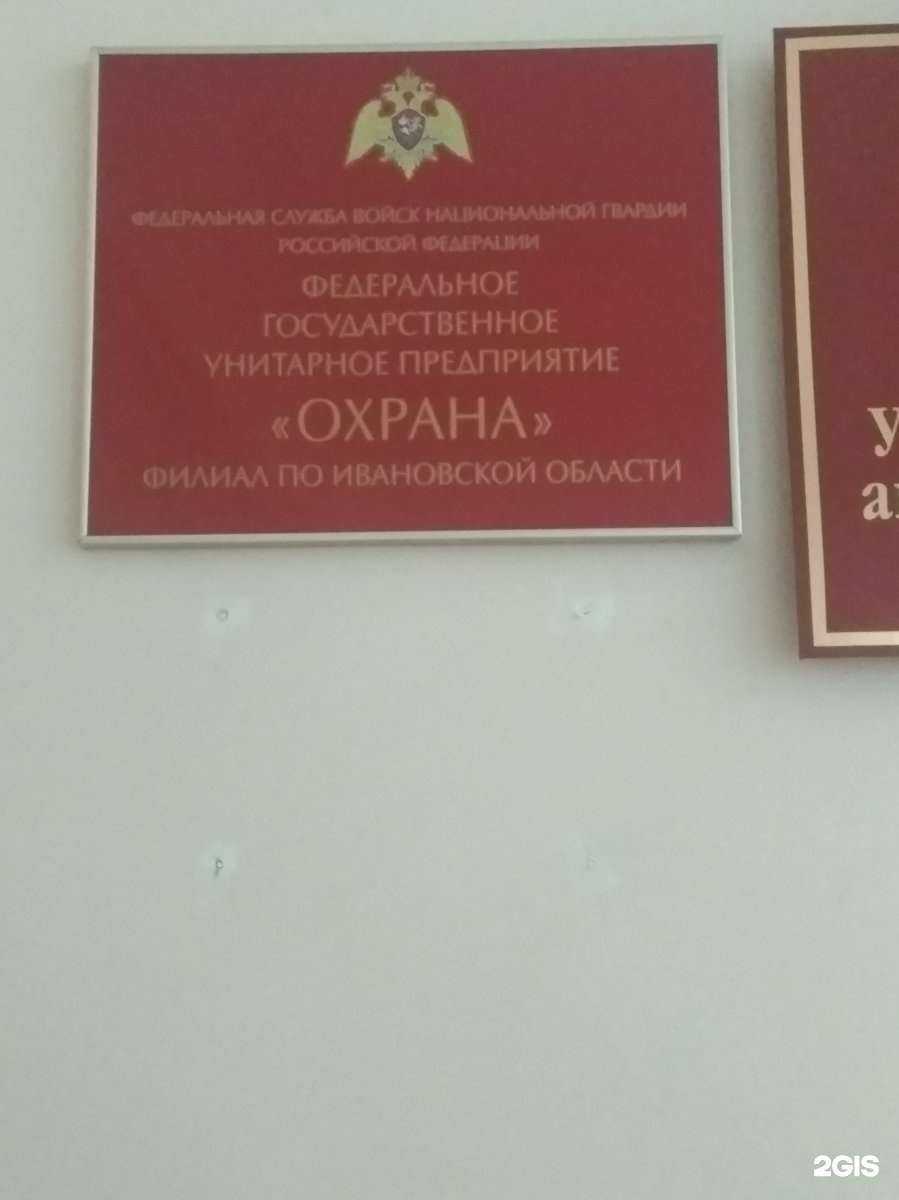 ФЕДЕРАЛЬНАЯ СЛУЖБА ВОЙСК НАЦИОНАЛЬНОЙ ГВАРДИИ
РОССИЙСКОЙ ФЕДЕРАЦИИ
ФЕДЕРАЛЬНОЕ
ГОСУДАРСТВЕННОЕ
УНИТАРНОЕ ПРЕДПРИЯТИЕ
«ОХРАНА»
ФИЛИАЛ ПО ИВАНОВСКОЙ ОБЛАСТИ
2GIS